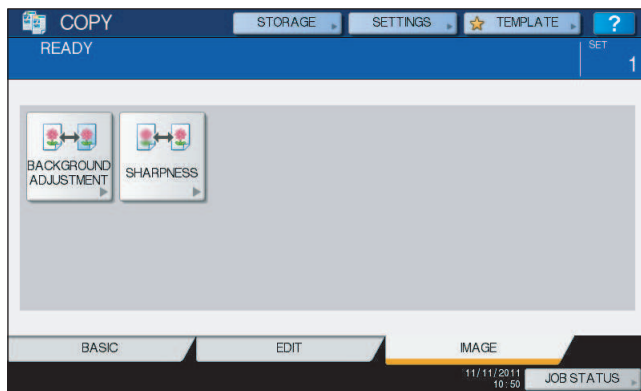 COPY
STORAGE
SETTINGS
TEMPLATE
?
READY
SET
1
BACKGROUND
ADJUSTMENT
SHARPNESS
BASIC
EDIT
IMAGE
11/11/2011
10:50
JOB STATUS